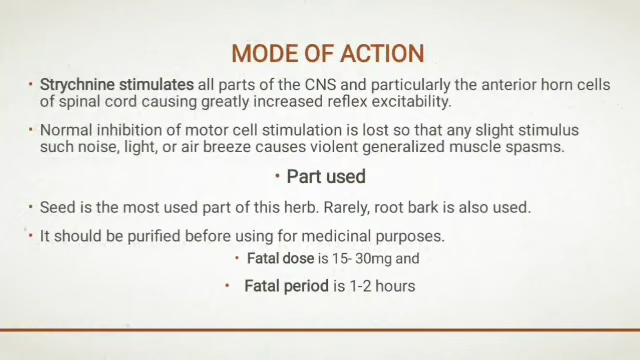 MODE OF ACTION
• Strychnine stimulates all parts of the CNS and particularly the anterior horn cells
of spinal cord causing greatly increased reflex excitability.
• Normal inhibition of motor cell stimulation is lost so that any slight stimulus
such noise, light, or air breeze causes violent generalized muscle spasms.
• Part used
• Seed is the most used part of this herb. Rarely, root bark is also used.
• It should be purified before using for medicinal purposes.
• Fatal dose is 15- 30mg and
• Fatal period is 1-2 hours